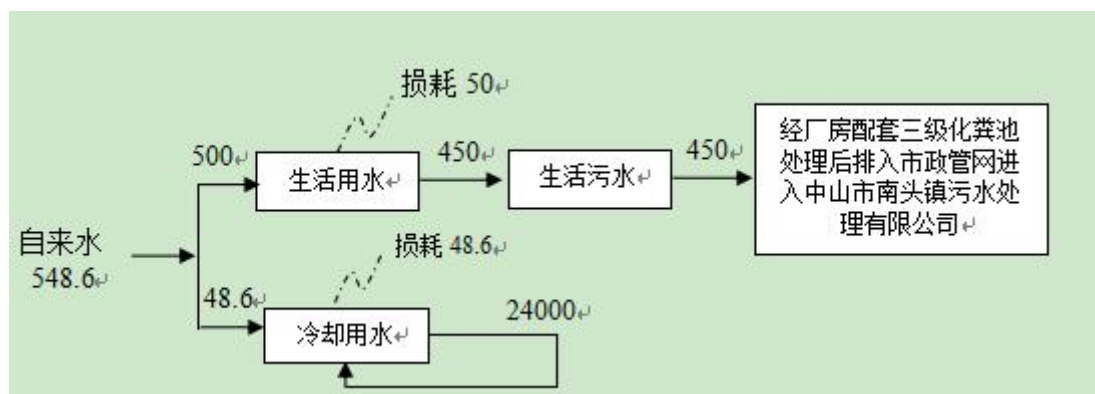 损耗 50↵
500↵
生活用水↵
450↵
生活污水↵
450↵
经厂房配套三级化粪池
处理后排入市政管网进
入中山市南头镇污水处
理有限公司↵
自来水
548.6↵
损耗 48.6↵
48.6↵
冷却用水↵
24000↵